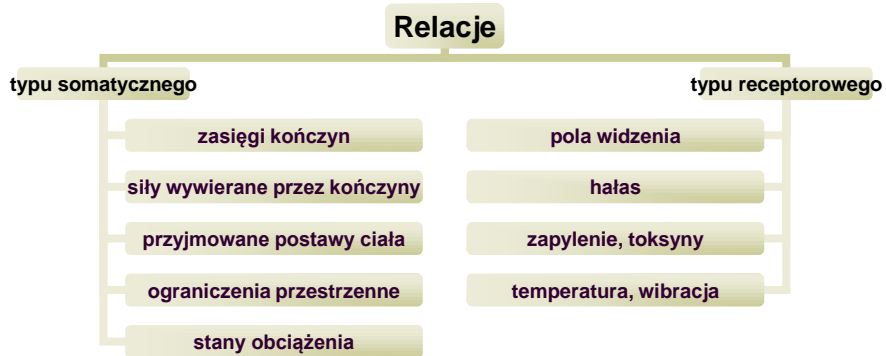 Relacje
typu somatycznego
zasięgi kończyn
siły wywierane przez kończyny
przyjmowane postawy ciała
ograniczenia przestrzenne
stany obciążenia
typu receptorowego
pola widzenia
hałas
zapylenie, toksyny
temperatura, wibracja